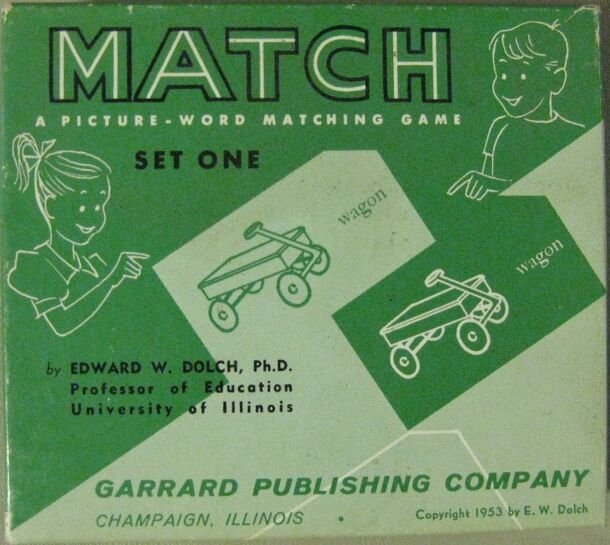 MATCH
A PICTURE-WORD MATCHING GAME
SET ONE
wagon
wagon
by EDWARD W. DOLCH, Ph.D.
Professor of Education
University of Illinois
GARRARD PUBLISHING COMPANY
CHAMPAIGN, ILLINOIS •
Copyright 1953 by E. W. Dolch